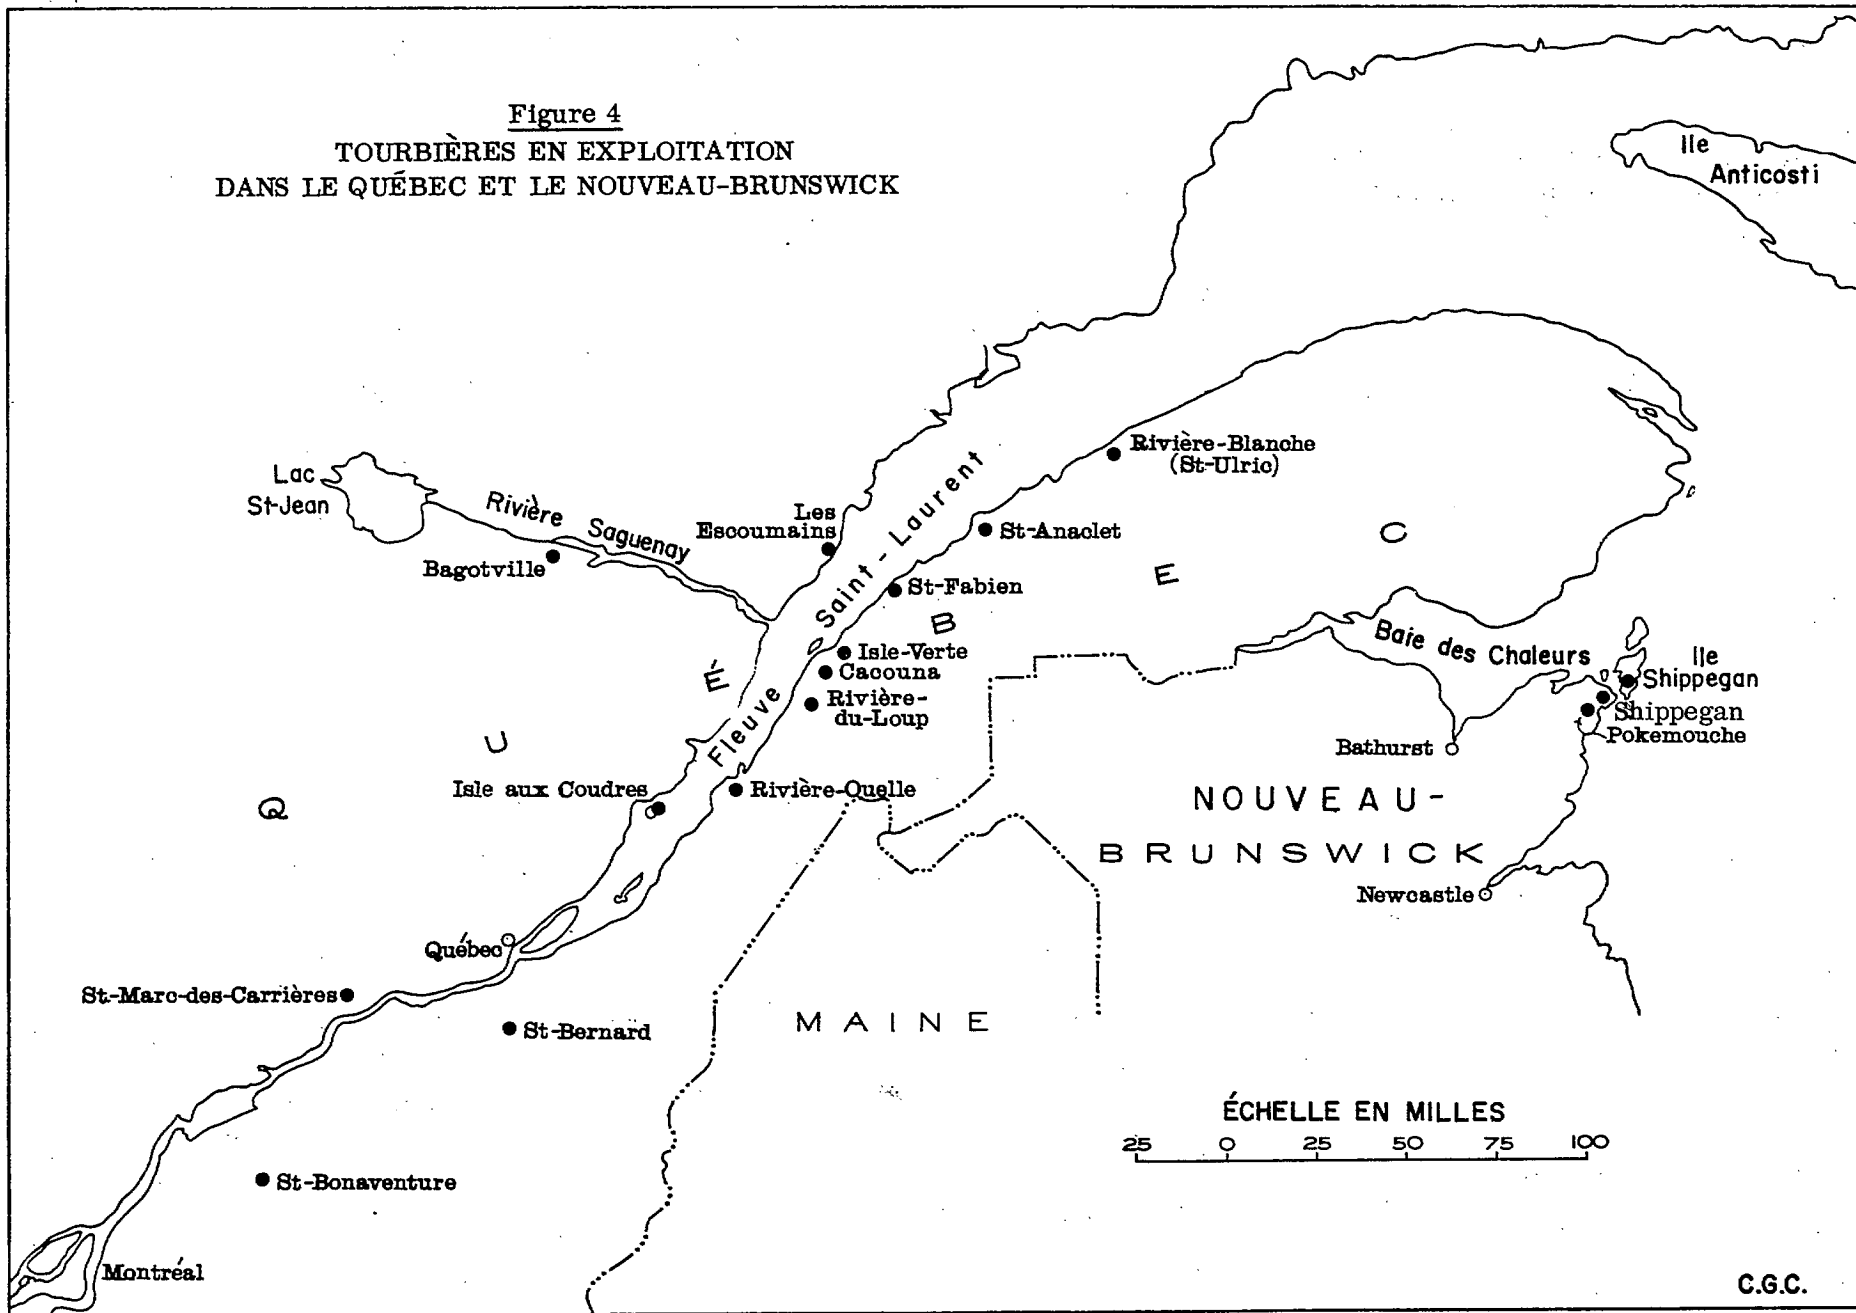 Figure 4
TOURBIÈRES EN EXPLOITATION
DANS LE QUÉBEC ET LE NOUVEAU-BRUNSWICK
Ile
Anticosti
Lac
St-Jean
Rivière Saguenay
Bagotville
Les
Escoumains
Fleuve Saint-Laurent
Rivière-Blanche
(St-Ulric)
St-Anaclet
St-Fabien
Isle-Verte
Cacouna
Rivière-
du-Loup
QUÉBEC
Baie des Chaleurs
Ile
Shippegan
Shippegan
Pokemouche
Bathurst
Isle aux Coudres
Rivière-Ouelle
NOUVEAU-
BRUNSWICK
Newcastle
Québec
St-Marc-des-Carrières
St-Bernard
MAINE
St-Bonaventure
Montréal
ÉCHELLE EN MILLES
25 0 25 50 75 100
C.G.C.